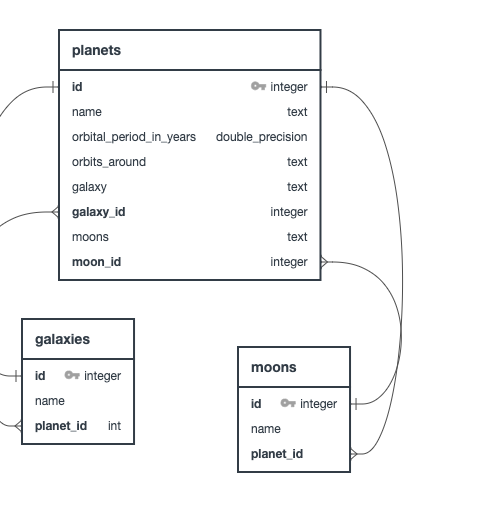 planets
id integer
name text
orbital_period_in_years double_precision
orbits_around text
galaxy text
galaxy_id integer
moons text
moon_id integer
galaxies
id integer
name
planet_id int
moons
id integer
name
planet_id